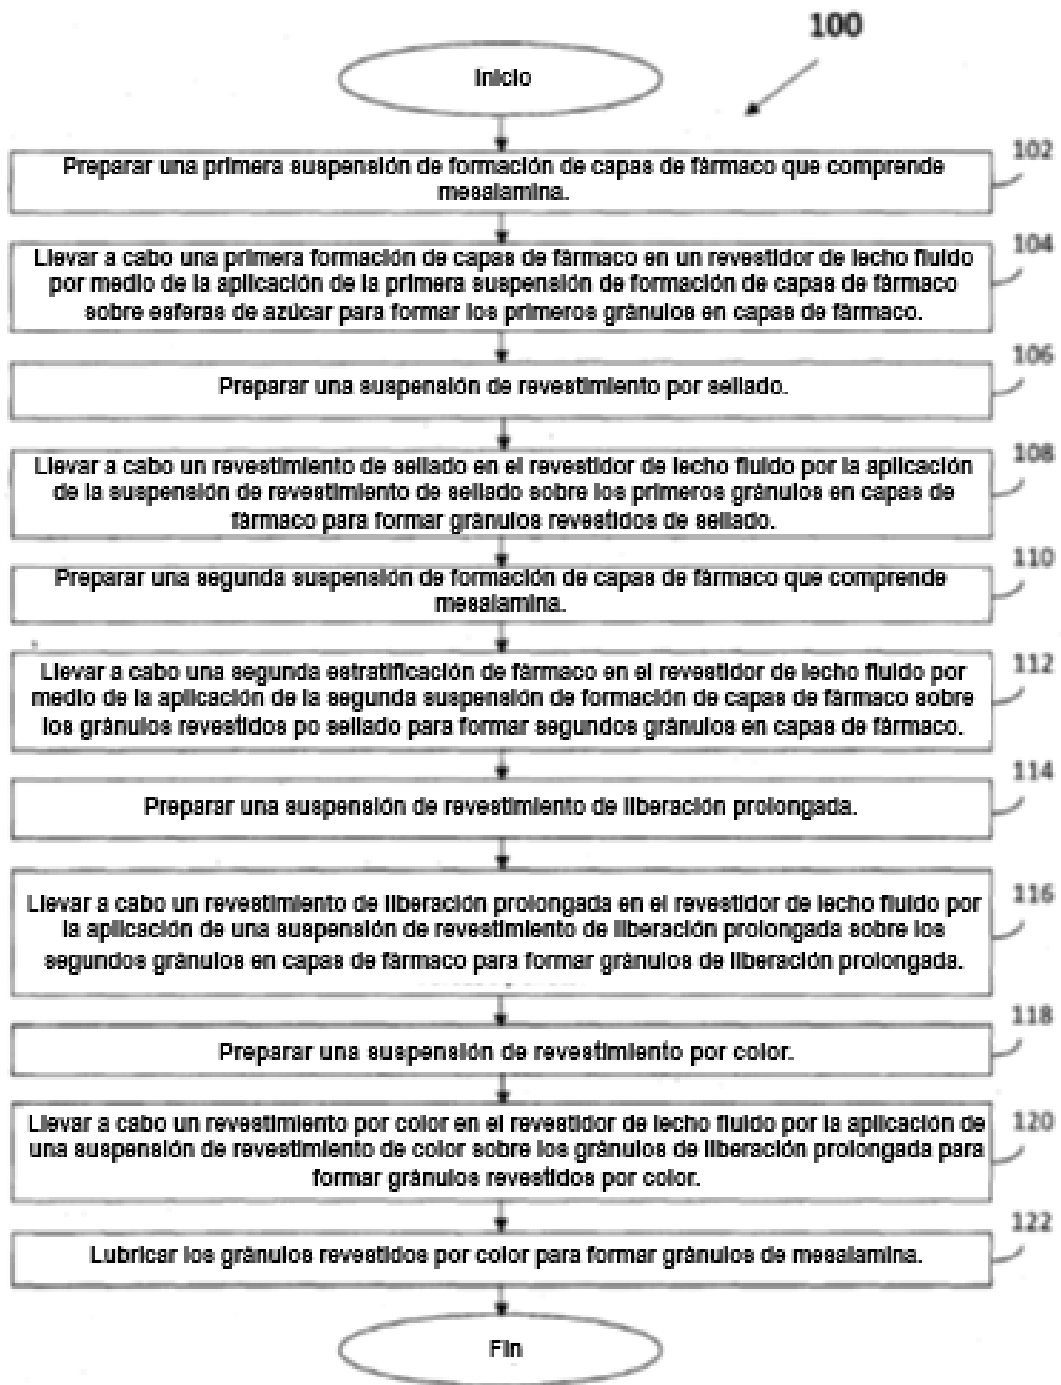 100
Inicio
102
Preparar una primera suspensión de formación de capas de fármaco que comprende
mesalamina.
104
Llevar a cabo una primera formación de capas de fármaco en un revestidor de lecho fluido
por medio de la aplicación de la primera suspensión de formación de capas de fármaco
sobre esferas de azúcar para formar los primeros gránulos en capas de fármaco.
106
Preparar una suspensión de revestimiento por sellado.
108
Llevar a cabo un revestimiento de sellado en el revestidor de lecho fluido por la aplicación
de la suspensión de revestimiento de sellado sobre los primeros gránulos en capas de
fármaco para formar gránulos revestidos de sellado.
110
Preparar una segunda suspensión de formación de capas de fármaco que comprende
mesalamina.
112
Llevar a cabo una segunda estratificación de fármaco en el revestidor de lecho fluido por
medio de la aplicación de la segunda suspensión de formación de capas de fármaco sobre
los gránulos revestidos po sellado para formar segundos gránulos en capas de fármaco.
114
Preparar una suspensión de revestimiento de liberación prolongada.
116
Llevar a cabo un revestimiento de liberación prolongada en el revestidor de lecho fluido por
la aplicación de una suspensión de revestimiento de liberación prolongada sobre los
segundos gránulos en capas de fármaco para formar gránulos de liberación prolongada.
118
Preparar una suspensión de revestimiento por color.
120
Llevar a cabo un revestimiento por color en el revestidor de lecho fluido por la aplicación de
una suspensión de revestimiento de color sobre los gránulos de liberación prolongada para
formar gránulos revestidos por color.
122
Lubricar los gránulos revestidos por color para formar gránulos de mesalamina.
Fin